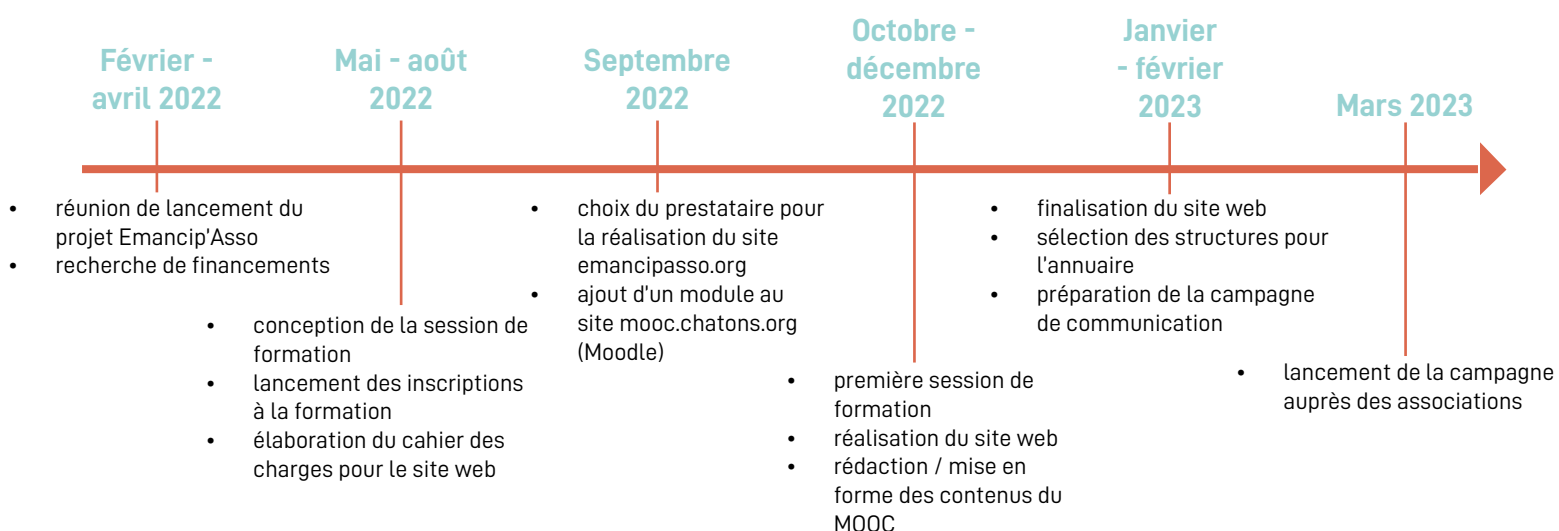 Février -
avril 2022
• réunion de lancement du
projet Emancip'Asso
• recherche de financements
Mai - août
2022
• conception de la session de
formation
• lancement des inscriptions
à la formation
• élaboration du cahier des
charges pour le site web
Septembre
2022
• choix du prestataire pour
la réalisation du site
emancipasso.org
• ajout d'un module au
site mooc.chatons.org
(Moodle)
Octobre -
décembre
2022
• première session de
formation
• réalisation du site web
• rédaction / mise en
forme des contenus du
MOOC
Janvier
- février
2023
• finalisation du site web
• sélection des structures pour
l'annuaire
• préparation de la campagne
de communication
Mars 2023
• lancement de la campagne
auprès des associations